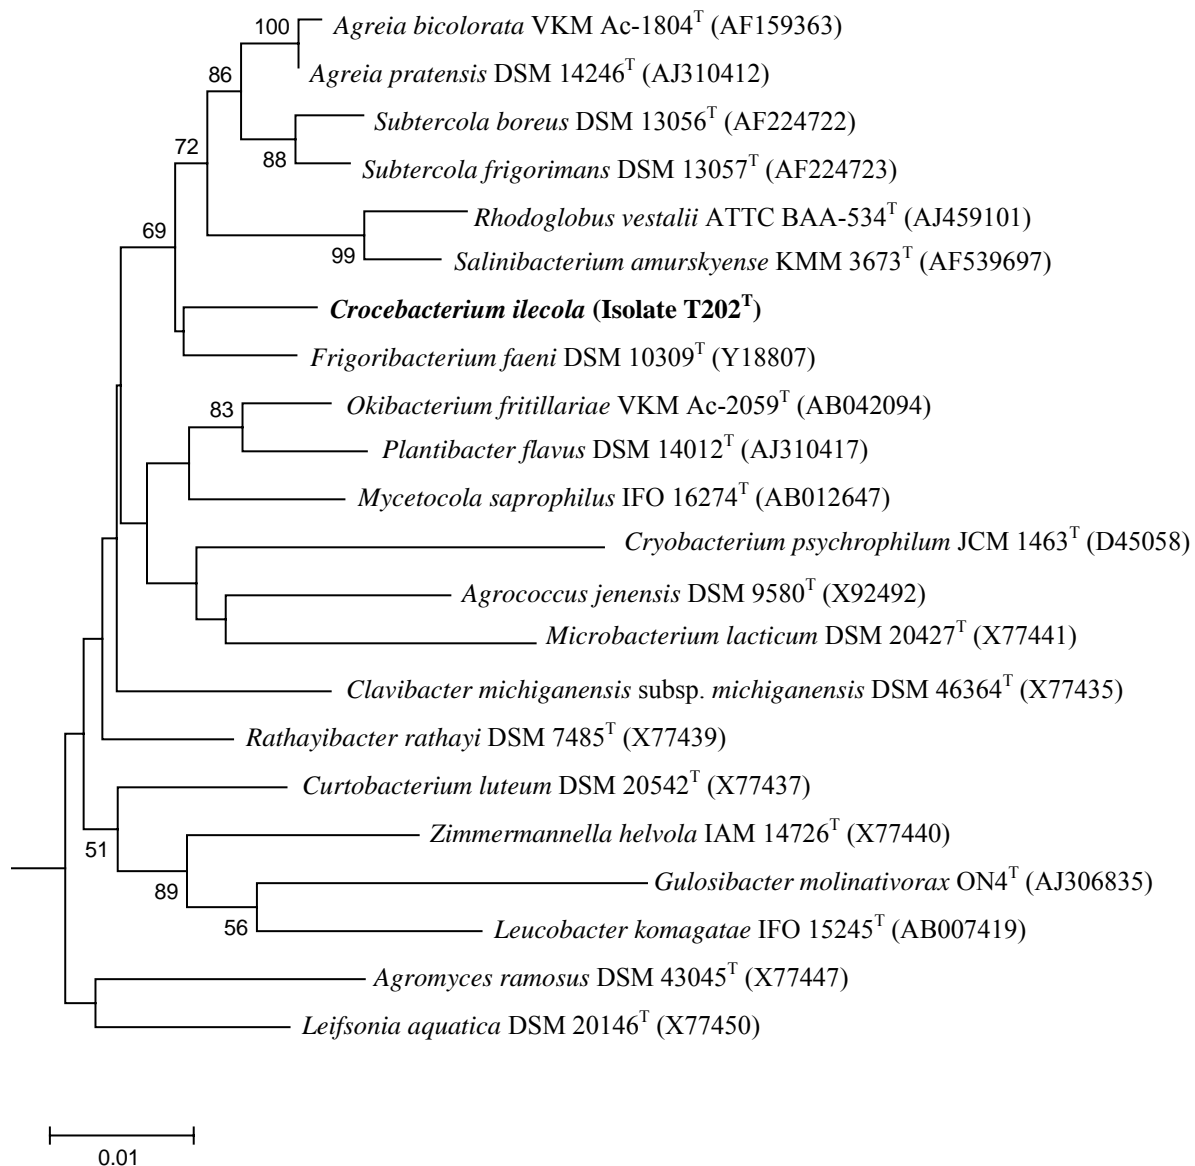 100 Agreia bicolorata VKM Ac-1804T (AF159363)
86 Agreia pratensis DSM 14246T (AJ310412)
Subtercola boreus DSM 13056T (AF224722)
72
88 Subtercola frigorimans DSM 13057T (AF224723)
Rhodoglobus vestalii ATTC BAA-534T (AJ459101)
69
99 Salinibacterium amurskyense KMM 3673T (AF539697)
Crocebacterium ilecola (Isolate T202T)
Frigoribacterium faeni DSM 10309T (Y18807)
83 Okibacterium fritillariae VKM Ac-2059T (AB042094)
Plantibacter flavus DSM 14012T (AJ310417)
Mycetocola saprophilus IFO 16274T (AB012647)
Cryobacterium psychrophilum JCM 1463T (D45058)
Agrococcus jenensis DSM 9580T (X92492)
Microbacterium lacticum DSM 20427T (X77441)
Clavibacter michiganensis subsp. michiganensis DSM 46364T (X77435)
Rathayibacter rathayi DSM 7485T (X77439)
Curtobacterium luteum DSM 20542T (X77437)
Zimmermannella helvola IAM 14726T (X77440)
51
89 Gulosibacter molinativorax ON4T (AJ306835)
56 Leucobacter komagatae IFO 15245T (AB007419)
Agromyces ramosus DSM 43045T (X77447)
Leifsonia aquatica DSM 20146T (X77450)
0.01